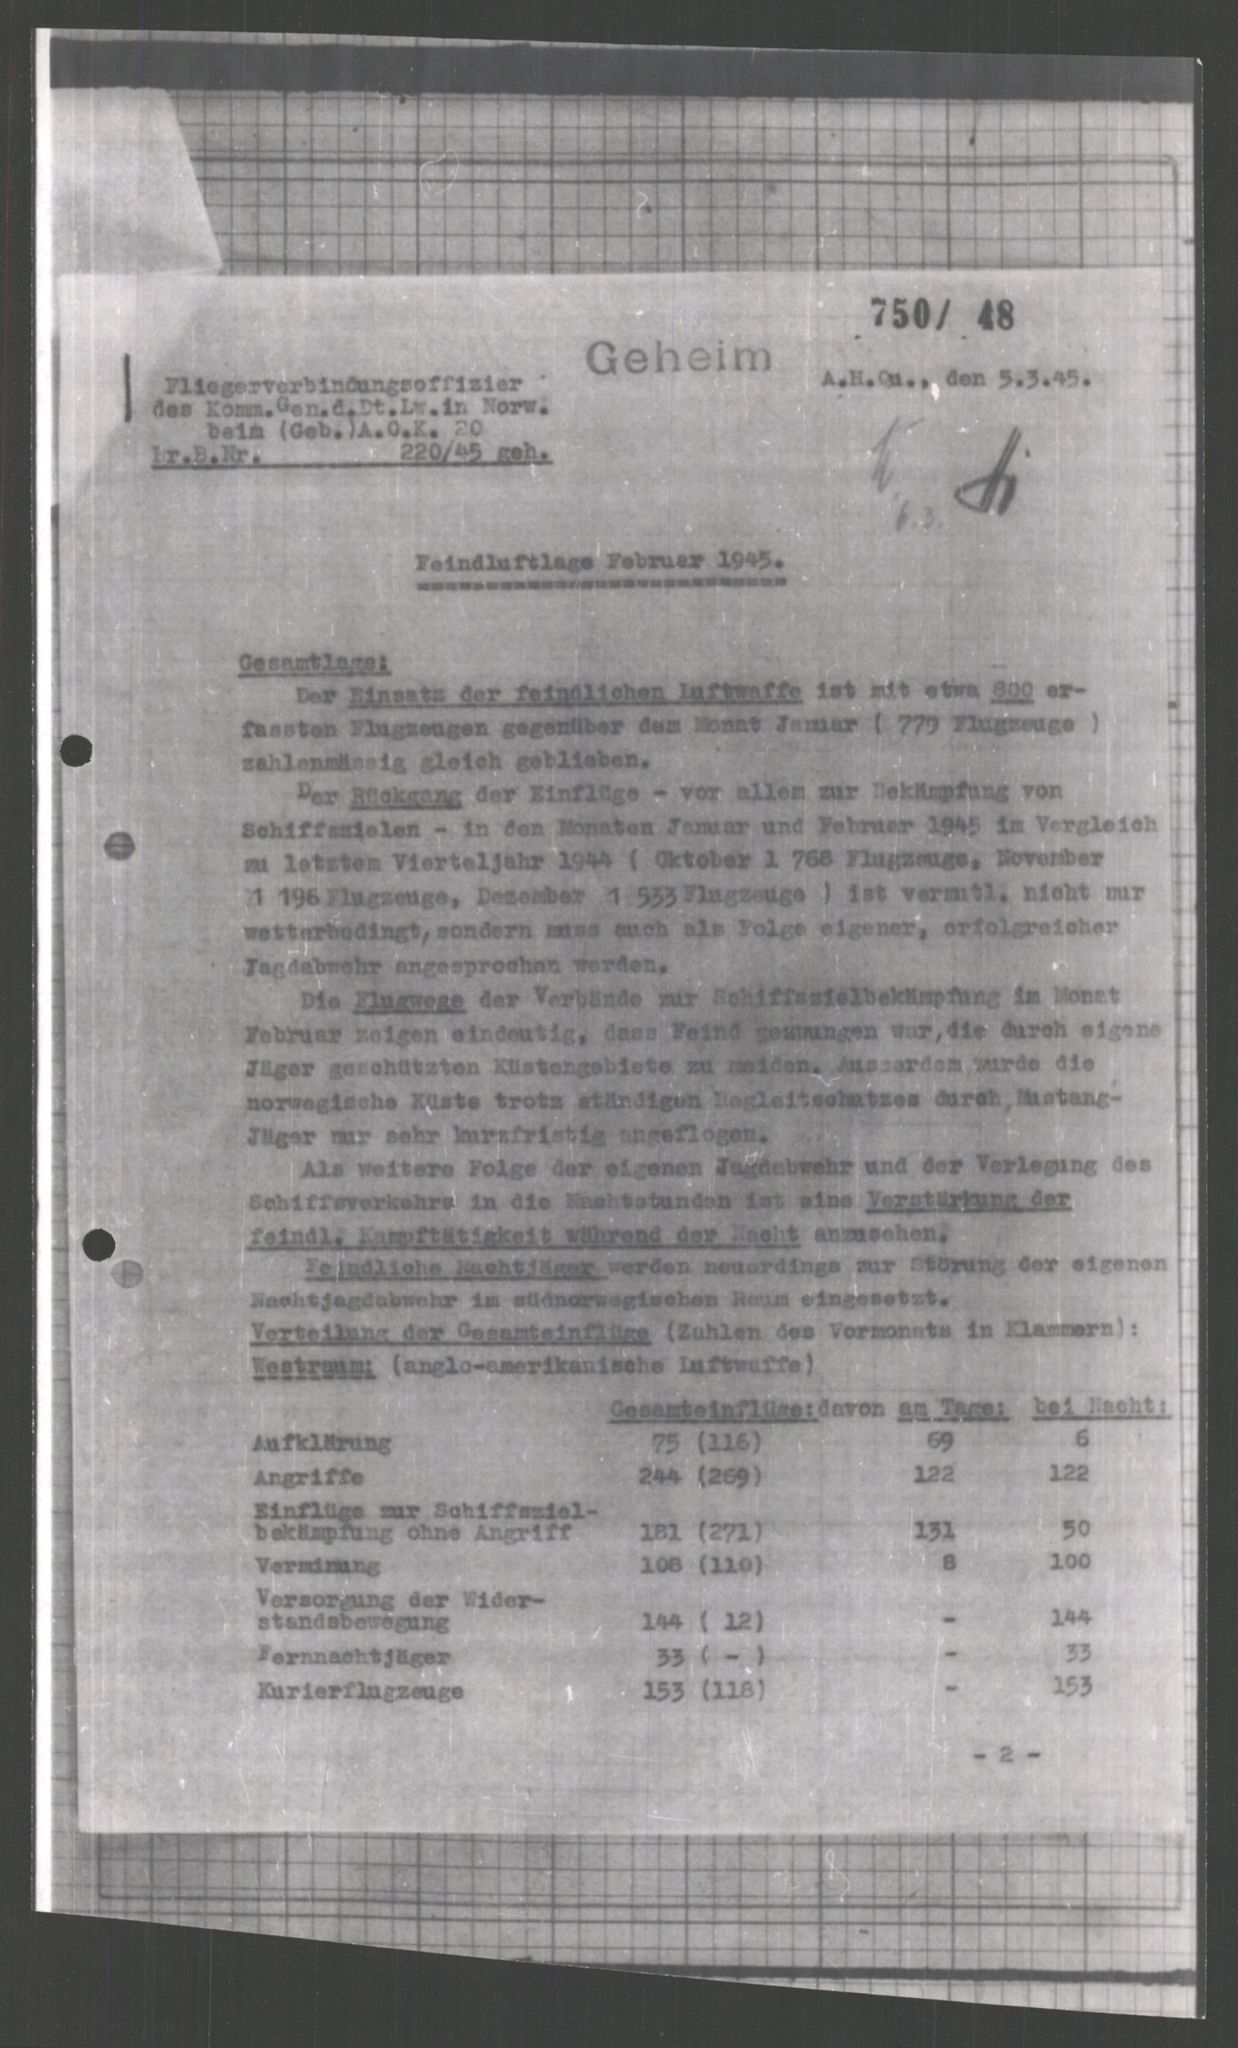 750/ 48
Geheim
A.H.Qu., den 5.3.45.
Fliegerverbindungsoffizier
des Komm.Gen.d.Dt.Lw.in Norw.
beim (Geb.)A.O.K. 20
Br.B.Nr. 220/45 geh.
6.3.
Feindluftlage Februar 1945.
Gesamtlage:
Der Einsatz der feindlichen Luftwaffe ist mit etwa 800 er-
fassten Flugzeugen gegenüber dem Monat Januar ( 779 Flugzeuge )
zahlenmässig gleich geblieben.
Der Rückgang der Einflüge - vor allem zur Bekämpfung von
Schiffszielen - in den Monaten Januar und Februar 1945 im Vergleich
zu letztem Vierteljahr 1944 ( Oktober 1 768 Flugzeuge, November
1 196 Flugzeuge, Dezember 1 533 Flugzeuge ) ist vermutl. nicht nur
wetterbedingt, sondern muss auch als Folge eigener, erfolgreicher
Jagdabwehr angesprochen werden.
Die Flugwege der Verbände zur Schiffszielbekämpfung im Monat
Februar zeigen eindeutig, dass Feind gezwungen war, die durch eigene
Jäger geschützten Küstengebiete zu meiden. Ausserdem wurde die
norwegische Küste trotz ständigen Begleitschutzes durch Mustang-
Jäger nur sehr kurzfristig angeflogen.
Als weitere Folge der eigenen Jagdabwehr und der Verlegung des
Schiffsverkehrs in die Nachtstunden ist eine Verstärkung der
feindl. Kampftätigkeit während der Nacht anzusehen.
Feindliche Nachtjäger werden neuerdings zur Störung der eigenen
Nachtjagdabwehr im südnorwegischen Raum eingesetzt.
Verteilung der Gesamteinflüge (Zahlen des Vormonats in Klammern):
Westraum: (anglo-amerikanische Luftwaffe)
Gesamteinflüge: davon am Tage: bei Nacht:
Aufklärung 75 (116) 69 6
Angriffe 244 (269) 122 122
Einflüge zur Schiffsziel-
bekämpfung ohne Angriff 181 (271) 131 50
Verminung 108 (110) 8 100
Versorgung der Wider-
standsbewegung 144 ( 12) - 144
Fernnachtjäger 33 ( - ) - 33
Kurierflugzeuge 153 (118) - 153
- 2 -